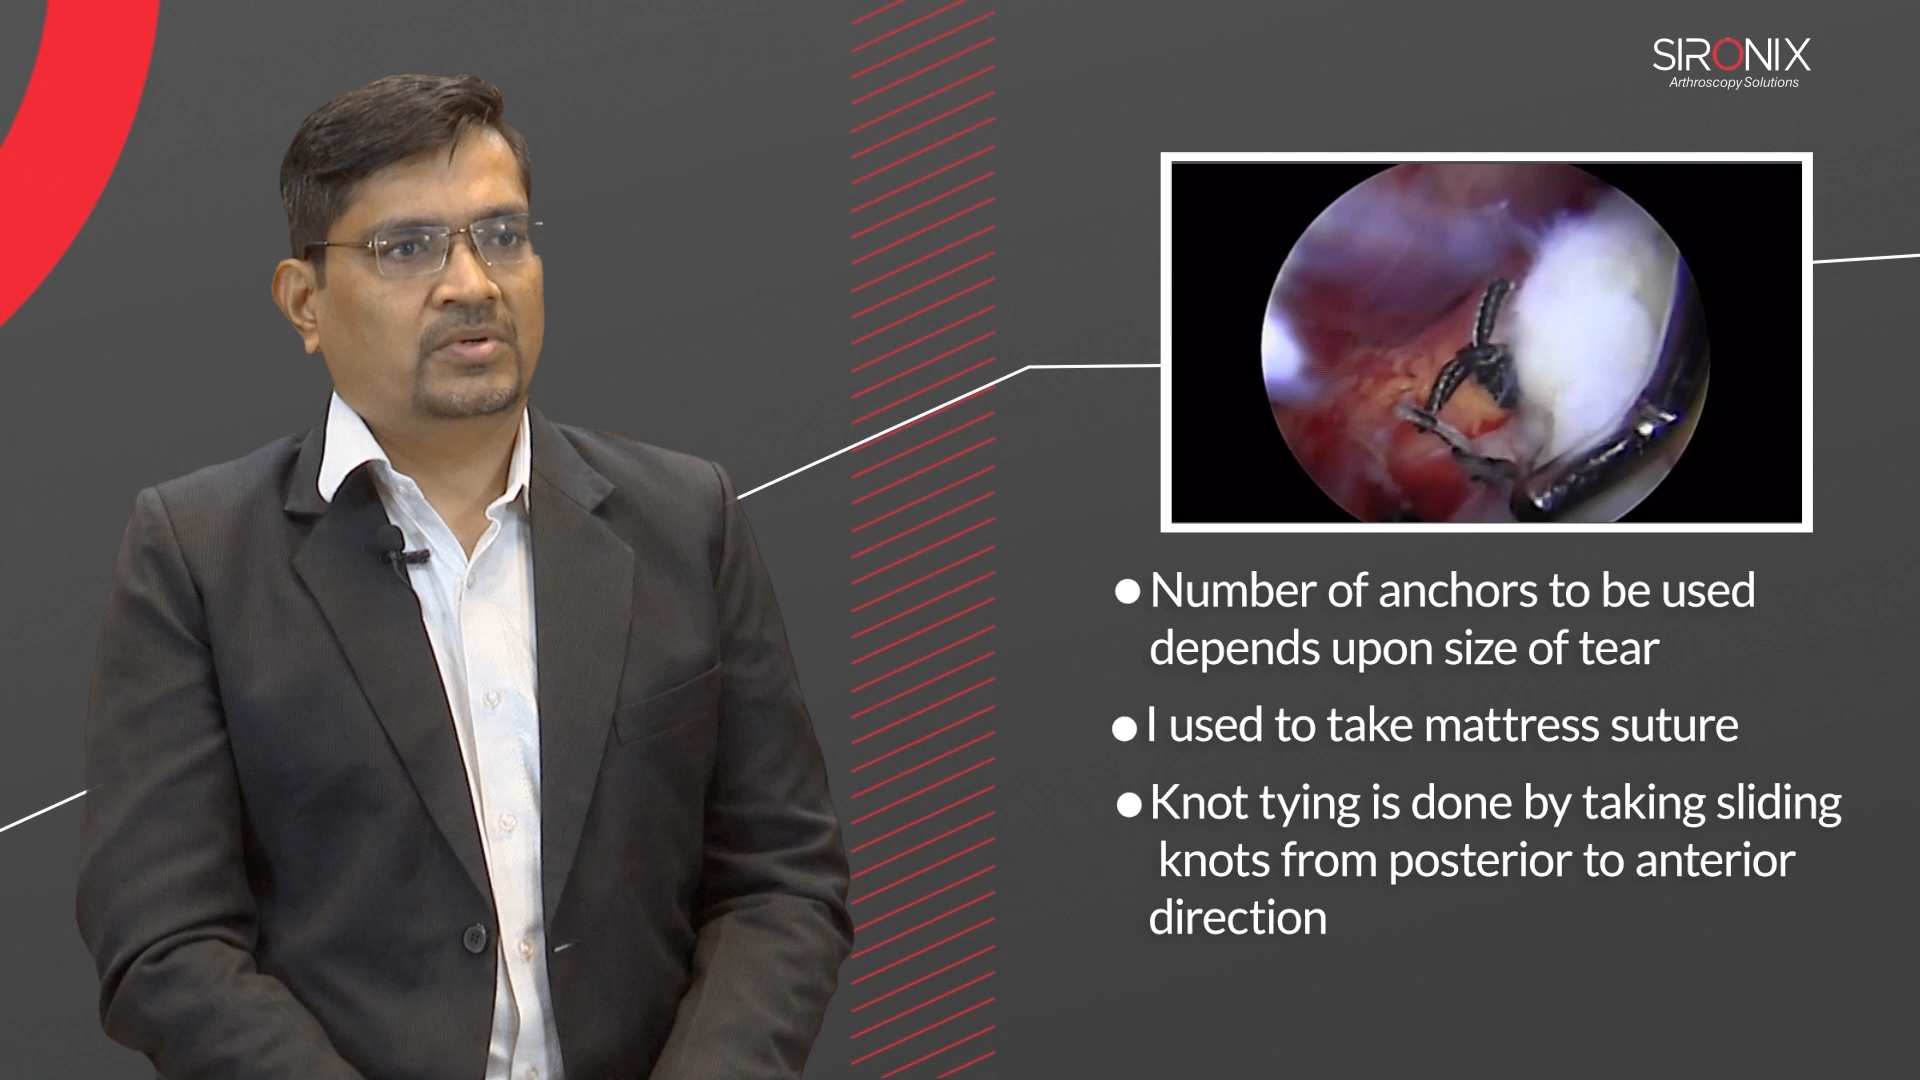 SIRONIX
Arthroscopy Solutions
● Number of anchors to be used
depends upon size of tear
● I used to take mattress suture
● Knot tying is done by taking sliding
knots from posterior to anterior
direction